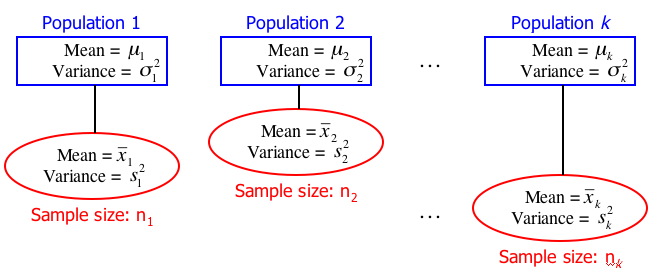 Population 1
Mean = μ₁
Variance = σ₁²
Mean = x̄₁
Variance = s₁²
Sample size: n₁
Population 2
Mean = μ₂
Variance = σ₂²
Mean = x̄₂
Variance = s₂²
Sample size: n₂
...
...
Population k
Mean = μₖ
Variance = σₖ²
Mean = x̄ₖ
Variance = sₖ²
Sample size: nₖ